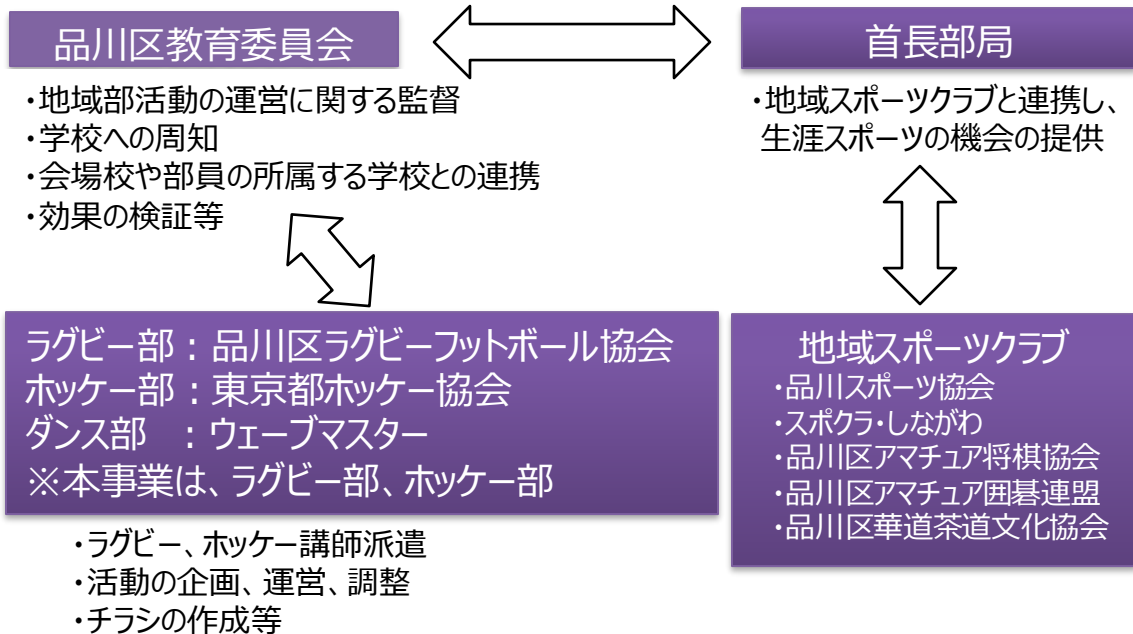 品川区教育委員会
首長部局
・地域部活動の運営に関する監督
・学校への周知
・会場校や部員の所属する学校との連携
・効果の検証等
・地域スポーツクラブと連携し、
生涯スポーツの機会の提供
ラグビー部:品川区ラグビーフットボール協会
ホッケー部:東京都ホッケー協会
ダンス部 :ウェーブマスター
※本事業は、ラグビー部、ホッケー部
・ラグビー、ホッケー講師派遣
・活動の企画、運営、調整
・チラシの作成等
地域スポーツクラブ
・品川スポーツ協会
・スポクラ・しながわ
・品川区アマチュア将棋協会
・品川区アマチュア囲碁連盟
・品川区華道茶道文化協会